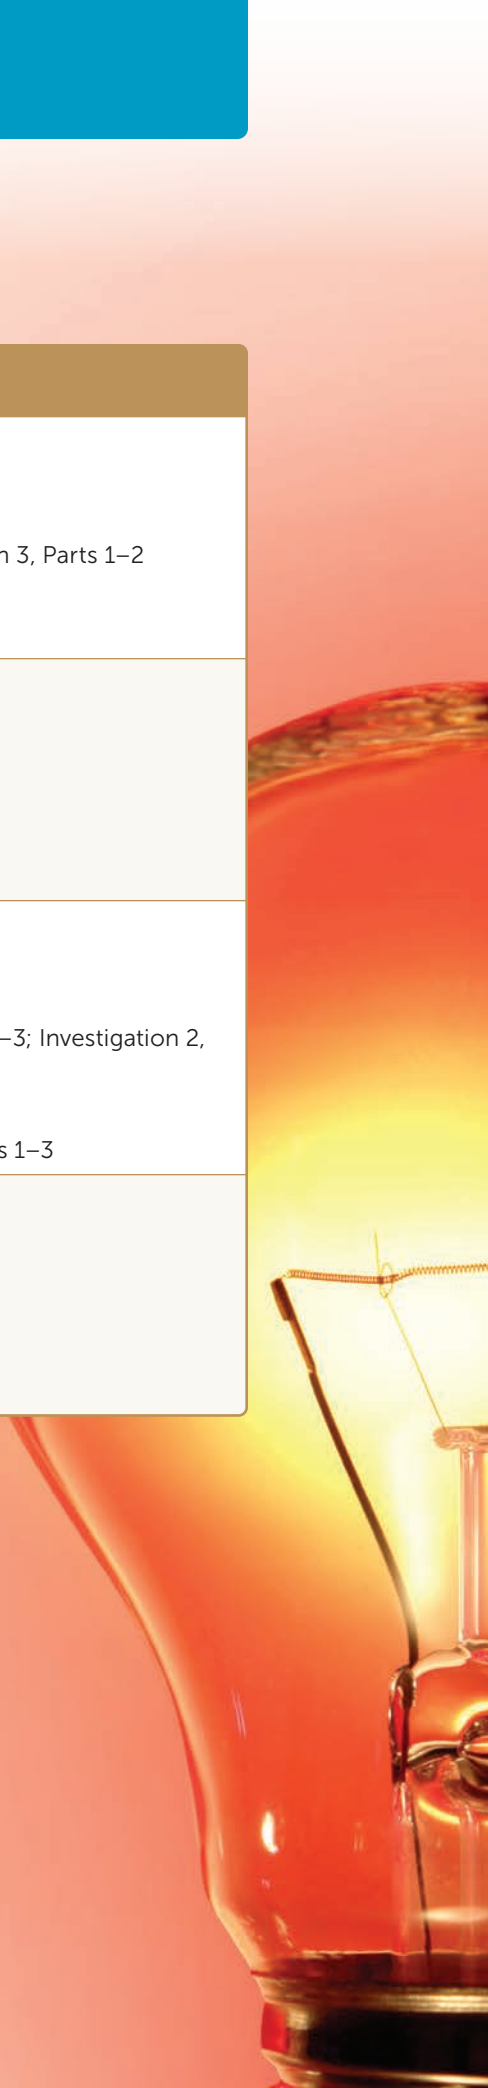 n 3, Parts 1–2
–3; Investigation 2,
s 1–3